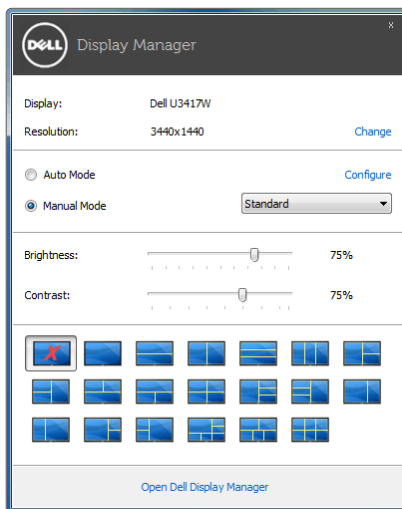 DELL Display Manager
x
Display: Dell U3417W
Resolution: 3440x1440 Change
Auto Mode Configure
Manual Mode Standard
Brightness: 75%
Contrast: 75%
Open Dell Display Manager